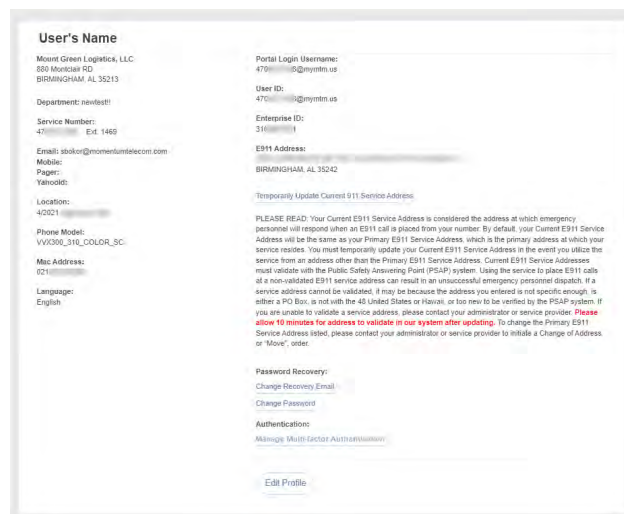 User's Name
Mount Green Logistics, LLC
880 Montclair RD
BIRMINGHAM, AL 35213
Department: newtest!!
Service Number:
47 Ext. 1469
Email: sbokor@momentumtelecom.com
Mobile:
Pager:
YahooId:
Location:
4/2021
Phone Model:
VVX300_310_COLOR_SC-
Mac Address:
021
Language:
English
Portal Login Username:
470 8@mymtm.us
User ID:
470 @mymtm.us
Enterprise ID:
31 1
E911 Address:
BIRMINGHAM, AL 35242
Temporarily Update Current 911 Service Address
PLEASE READ: Your Current E911 Service Address is considered the address at which emergency
personnel will respond when an E911 call is placed from your number. By default, your Current E911 Service
Address will be the same as your Primary E911 Service Address, which is the primary address at which your
service resides. You must temporarily update your Current E911 Service Address in the event you utilize the
service from an address other than the Primary E911 Service Address. Current E911 Service Addresses
must validate with the Public Safety Answering Point (PSAP) system. Using the service to place E911 calls
at a non-validated E911 service address can result in an unsuccessful emergency personnel dispatch. If a
service address cannot be validated, it may be because the address you entered is not specific enough, is
either a PO Box, is not with the 48 United States or Hawaii, or too new to be verified by the PSAP system. If
you are unable to validate a service address, please contact your administrator or service provider. Please
allow 10 minutes for address to validate in our system after updating. To change the Primary E911
Service Address listed, please contact your administrator or service provider to initiate a Change of Address
or "Move", order.
Password Recovery:
Change Recovery Email
Change Password
Authentication:
Manage Multi-factor Authentication
Edit Profile